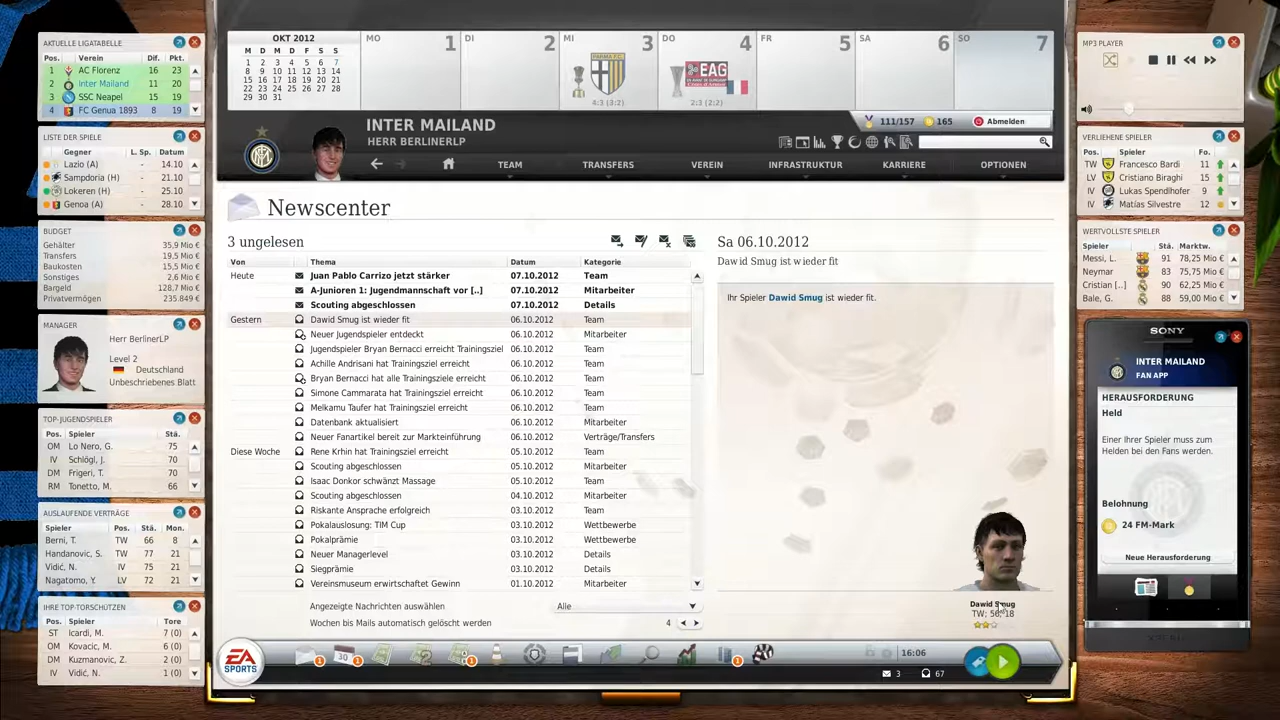 AKTUELLE LIGATABELLE
Pos. Verein Dif. Pkt.
1 AC Florenz 16 23
2 Inter Mailand 11 20
3 SSC Neapel 15 19
4 FC Genua 1893 8 19
LISTE DER SPIELE
Gegner L. Sp. Datum
Lazio (A) - 14.10
Sampdoria (H) - 21.10
Lokeren (H) - 25.10
Genoa (A) - 28.10
BUDGET
Gehälter 35,9 Mio €
Transfers 19,5 Mio €
Baukosten 15,5 Mio €
Sonstiges 2,6 Mio €
Bargeld 128,7 Mio €
Privatvermögen 235.849 €
MANAGER
Herr BerlinerLP
Level 2
Deutschland
Unbeschriebenes Blatt
TOP-JUGENDSPIELER
Pos. Spieler Stä.
OM Lo Nero, G. 75
IV Schlögl, J. 70
DM Frigeri, T. 70
RM Tonetto, M. 66
AUSLAUFENDE VERTRÄGE
Spieler Pos. Stä. Mon.
Berni, T. TW 66 8
Handanovic, S. TW 77 21
Vidić, N. IV 75 21
Nagatomo, Y. LV 72 21
IHRE TOP-TORSCHÜTZEN
Pos. Spieler Tore
ST Icardi, M. 7 (0)
OM Kovacic, M. 6 (0)
DM Kuzmanovic, Z. 2 (0)
IV Vidić, N. 1 (0)
OKT 2012
M D M D F S S
1 2 3 4 5 6 7
8 9 10 11 12 13 14
15 16 17 18 19 20 21
22 23 24 25 26 27 28
29 30 31
MO 1 DI 2 MI 3 DO 4 FR 5 SA 6 SO 7
PARMA FC
EAG
4:3 (3:2) 2:3 (2:2)
111/157 165 Abmelden
INTER MAILAND
HERR BERLINERLP
TEAM TRANSFERS VEREIN INFRASTRUKTUR KARRIERE OPTIONEN
Newscenter
3 ungelesen
Von Thema Datum Kategorie
Heute Juan Pablo Carrizo jetzt stärker 07.10.2012 Team
A-Junioren 1: Jugendmannschaft vor [..] 07.10.2012 Mitarbeiter
Scouting abgeschlossen 07.10.2012 Details
Gestern Dawid Smug ist wieder fit 06.10.2012 Team
Neuer Jugendspieler entdeckt 06.10.2012 Mitarbeiter
Jugendspieler Bryan Bernacci erreicht Trainingsziel 06.10.2012 Team
Achille Andrisani hat Trainingsziel erreicht 06.10.2012 Team
Bryan Bernacci hat alle Trainingsziele erreicht 06.10.2012 Team
Simone Cammarata hat Trainingsziel erreicht 06.10.2012 Team
Melkamu Taufer hat Trainingsziel erreicht 06.10.2012 Team
Datenbank aktualisiert 06.10.2012 Mitarbeiter
Neuer Fanartikel bereit zur Markteinführung 06.10.2012 Verträge/Transfers
Diese Woche Rene Krhin hat Trainingsziel erreicht 05.10.2012 Team
Scouting abgeschlossen 05.10.2012 Mitarbeiter
Isaac Donkor schwänzt Massage 05.10.2012 Team
Scouting abgeschlossen 04.10.2012 Mitarbeiter
Riskante Ansprache erfolgreich 03.10.2012 Team
Pokalauslosung: TIM Cup 03.10.2012 Wettbewerbe
Pokalprämie 03.10.2012 Wettbewerbe
Neuer Managerlevel 03.10.2012 Details
Siegprämie 03.10.2012 Details
Vereinsmuseum erwirtschaftet Gewinn 01.10.2012 Mitarbeiter
Angezeigte Nachrichten auswählen Alle
Wochen bis Mails automatisch gelöscht werden 4
Sa 06.10.2012
Dawid Smug ist wieder fit
Ihr Spieler Dawid Smug ist wieder fit.
Dawid Smug
EA SPORTS
1 30 1 2 1 1
16:06
3 67
MP3 PLAYER
VERLIEHENE SPIELER
Pos. Spieler Fo.
TW Francesco Bardi 11
LV Cristiano Biraghi 15
IV Lukas Spendlhofer 9
IV Matías Silvestre 12
WERTVOLLSTE SPIELER
Spieler Stä. Marktw.
Messi, L. 91 78,25 Mio €
Neymar 83 75,75 Mio €
Cristian [..] 90 62,25 Mio €
Bale, G. 88 59,00 Mio €
SONY
INTER MAILAND
FAN APP
HERAUSFORDERUNG
Held
Einer Ihrer Spieler muss zum
Helden bei den Fans werden.
Belohnung
24 FM-Mark
Neue Herausforderung